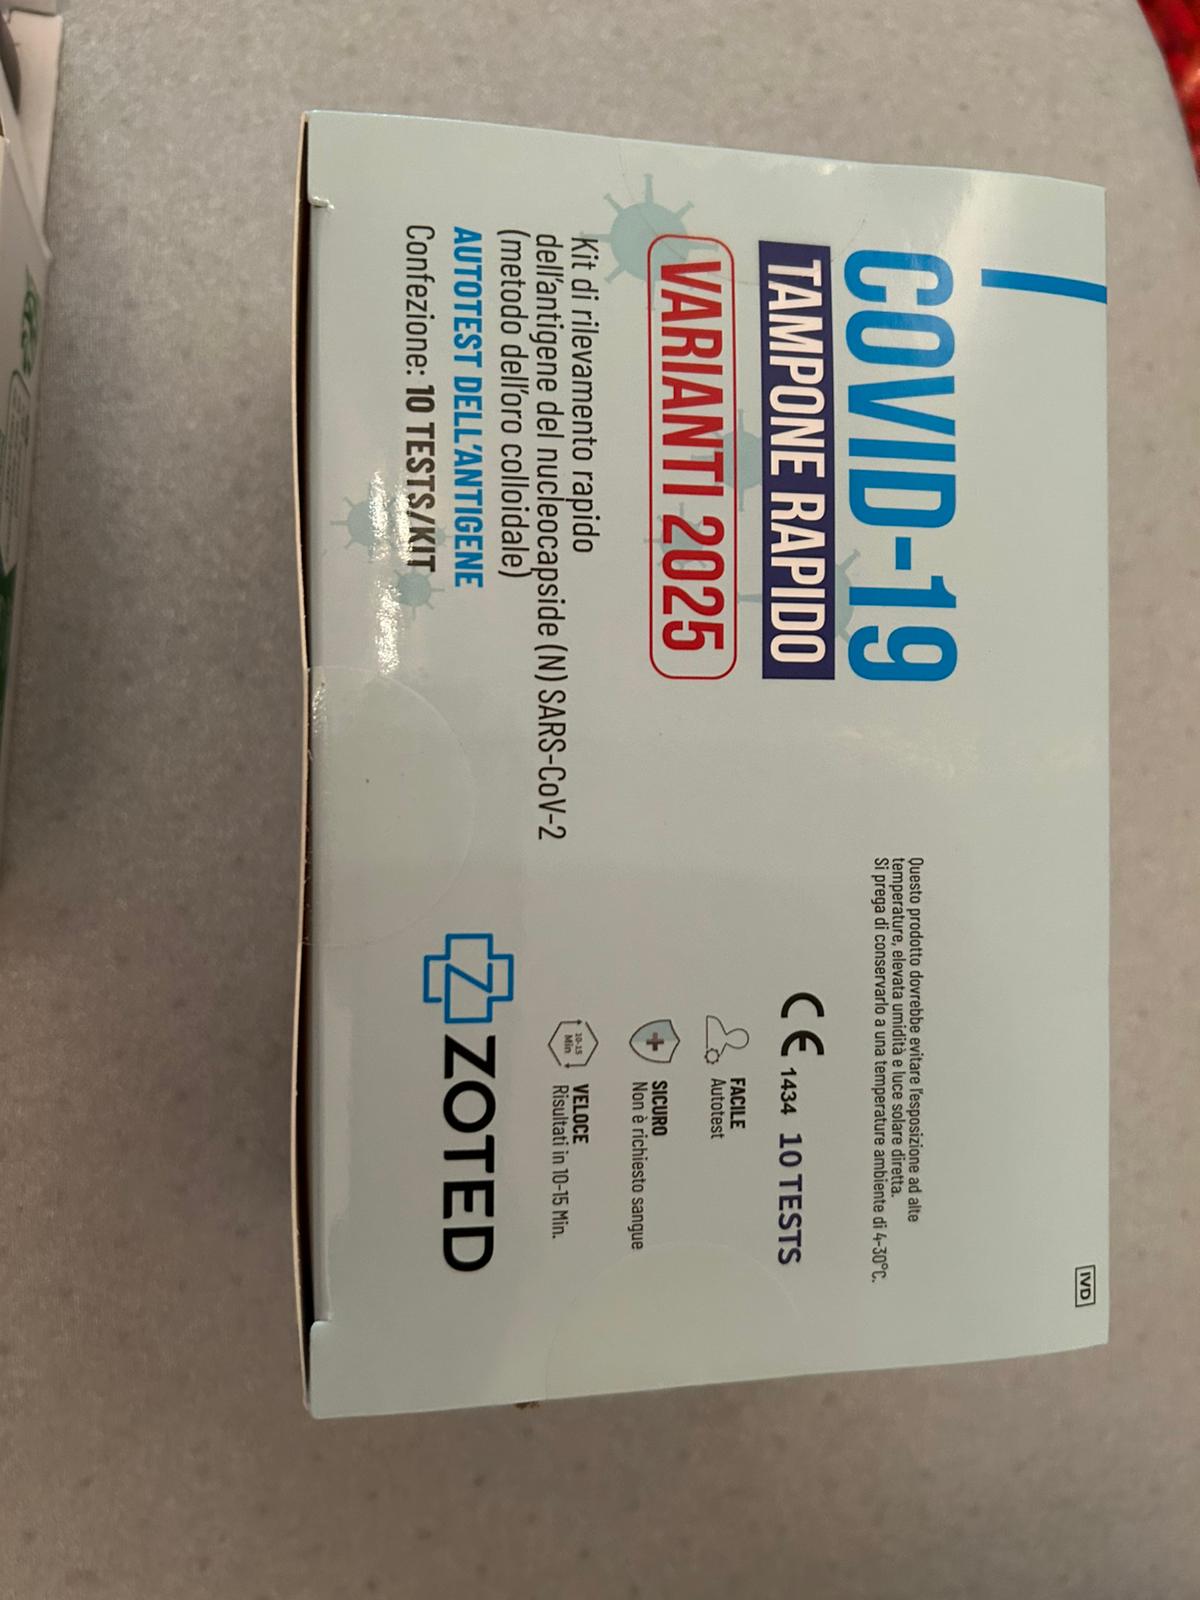 IVD
COVID-19
TAMPONE RAPIDO
VARIANTI 2025
Kit di rilevamento rapido
dell'antigene del nucleocapside (N) SARS-CoV-2
(metodo dell'oro colloidale)
AUTOTEST DELL'ANTIGENE
Confezione: 10 TESTS/KIT
Questo prodotto dovrebbe evitare l'esposizione ad alte
temperature, elevata umidità e luce solare diretta.
Si prega di conservarlo a una temperature ambiente di 4-30°C.
CE 1434 10 TESTS
FACILE
Autotest
SICURO
Non è richiesto sangue
10-15
Min
VELOCE
Risultati in 10-15 Min.
Z ZOTED